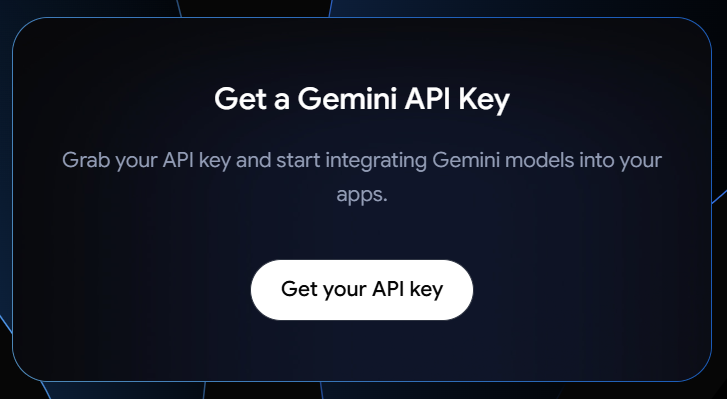 Get a Gemini API Key
Grab your API key and start integrating Gemini models into your
apps.
Get your API key